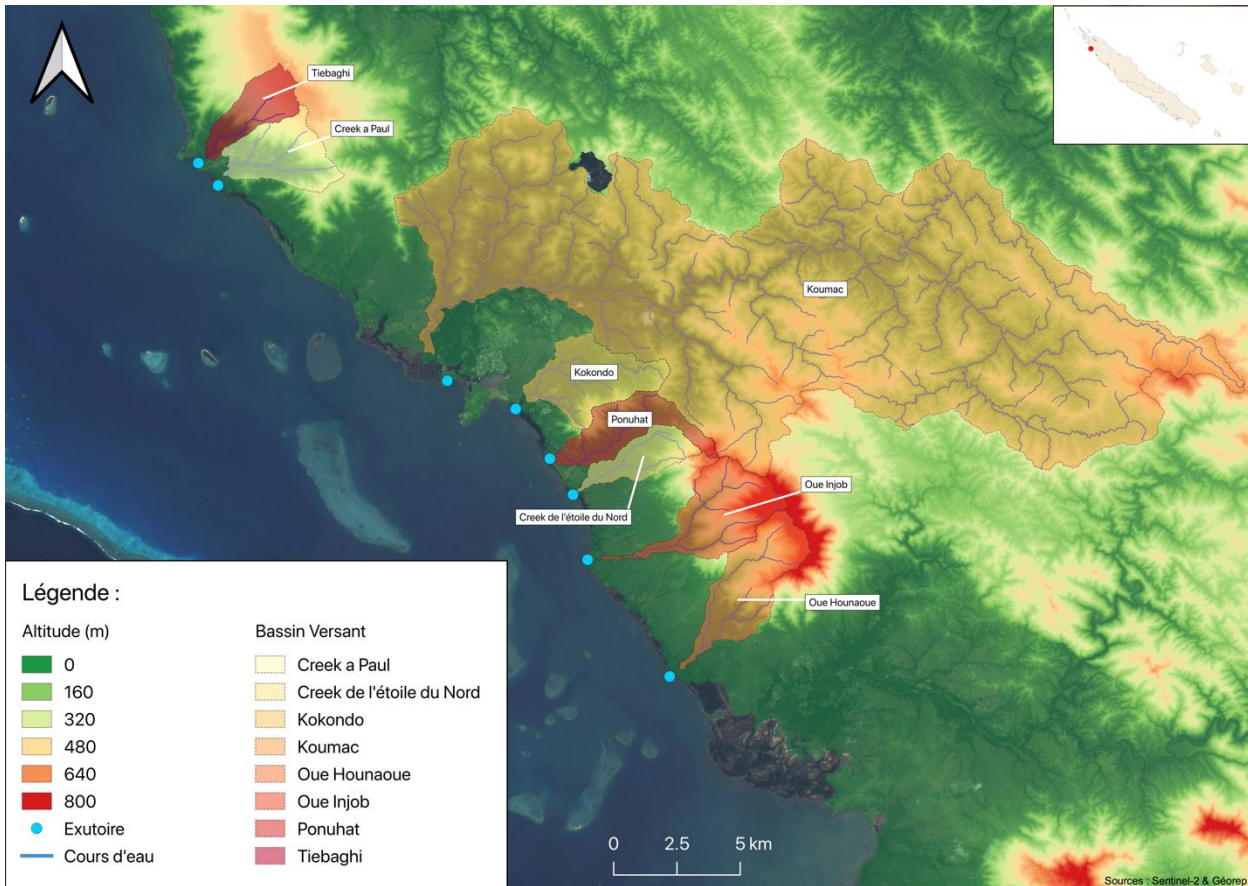 Tiebaghi
Creek a Paul
Koumac
Kokondo
Ponuhat
Oue Injob
Creek de l'étoile du Nord
Oue Hounaoue
Légende :
Altitude (m)
0
160
320
480
640
800
Exutoire
Cours d'eau
Bassin Versant
Creek a Paul
Creek de l'étoile du Nord
Kokondo
Koumac
Oue Hounaoue
Oue Injob
Ponuhat
Tiebaghi
0 2.5 5 km
Sources : Sentinel-2 & Géorep